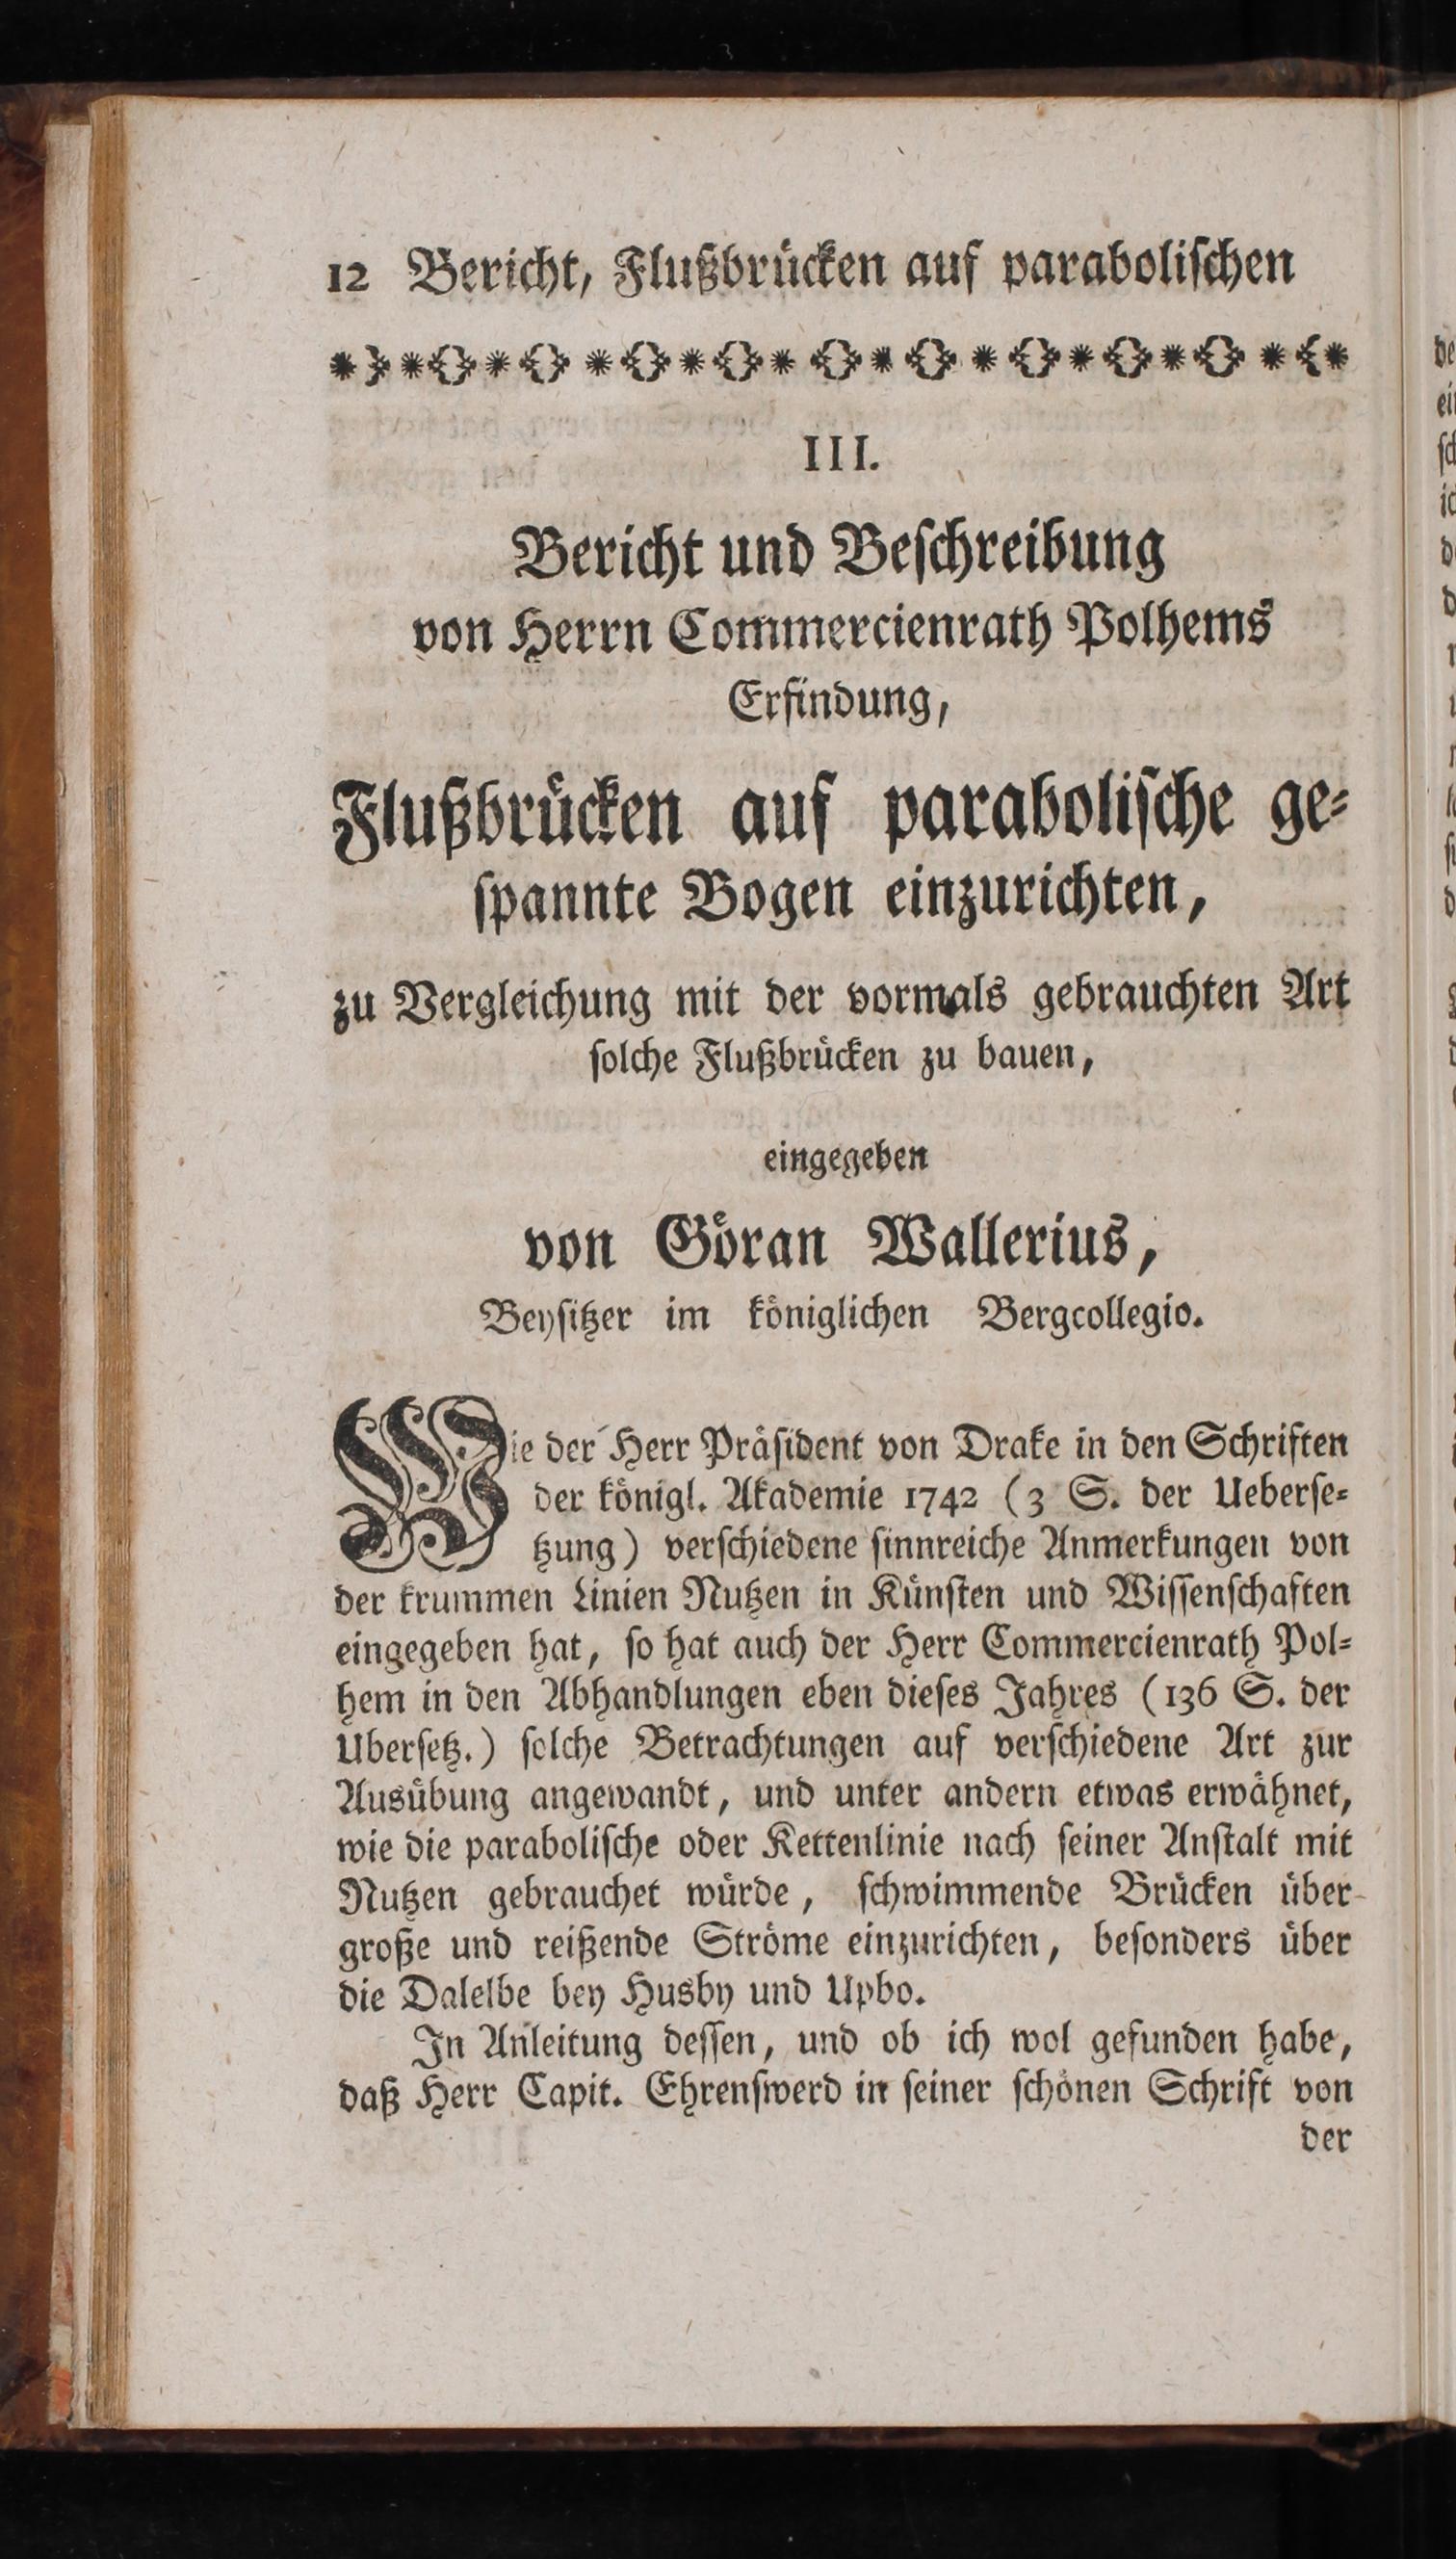 12 Bericht, Flußbrücken auf parabolischen
III.
Bericht und Beschreibung
von Herrn Commercienrath Polhems
Erfindung,
Flußbrücken auf parabolische ge-
spannte Bogen einzurichten,
zu Vergleichung mit der vormals gebrauchten Art
solche Flußbrücken zu bauen,
eingegeben
von Göran Wallerius,
Beysitzer im königlichen Bergcollegio.
Wie der Herr Präsident von Drake in den Schriften
der königl. Akademie 1742 (3 S. der Ueberse-
tzung) verschiedene sinnreiche Anmerkungen von
der krummen Linien Nutzen in Künsten und Wissenschaften
eingegeben hat, so hat auch der Herr Commercienrath Pol-
hem in den Abhandlungen eben dieses Jahres (136 S. der
Ubersetz.) solche Betrachtungen auf verschiedene Art zur
Ausübung angewandt, und unter andern etwas erwähnet,
wie die parabolische oder Kettenlinie nach seiner Anstalt mit
Nutzen gebrauchet würde, schwimmende Brücken über
große und reißende Ströme einzurichten, besonders über
die Dalelbe bey Husby und Upbo.
In Anleitung dessen, und ob ich wol gefunden habe,
daß Herr Capit. Ehrenswerd in seiner schönen Schrift von
der